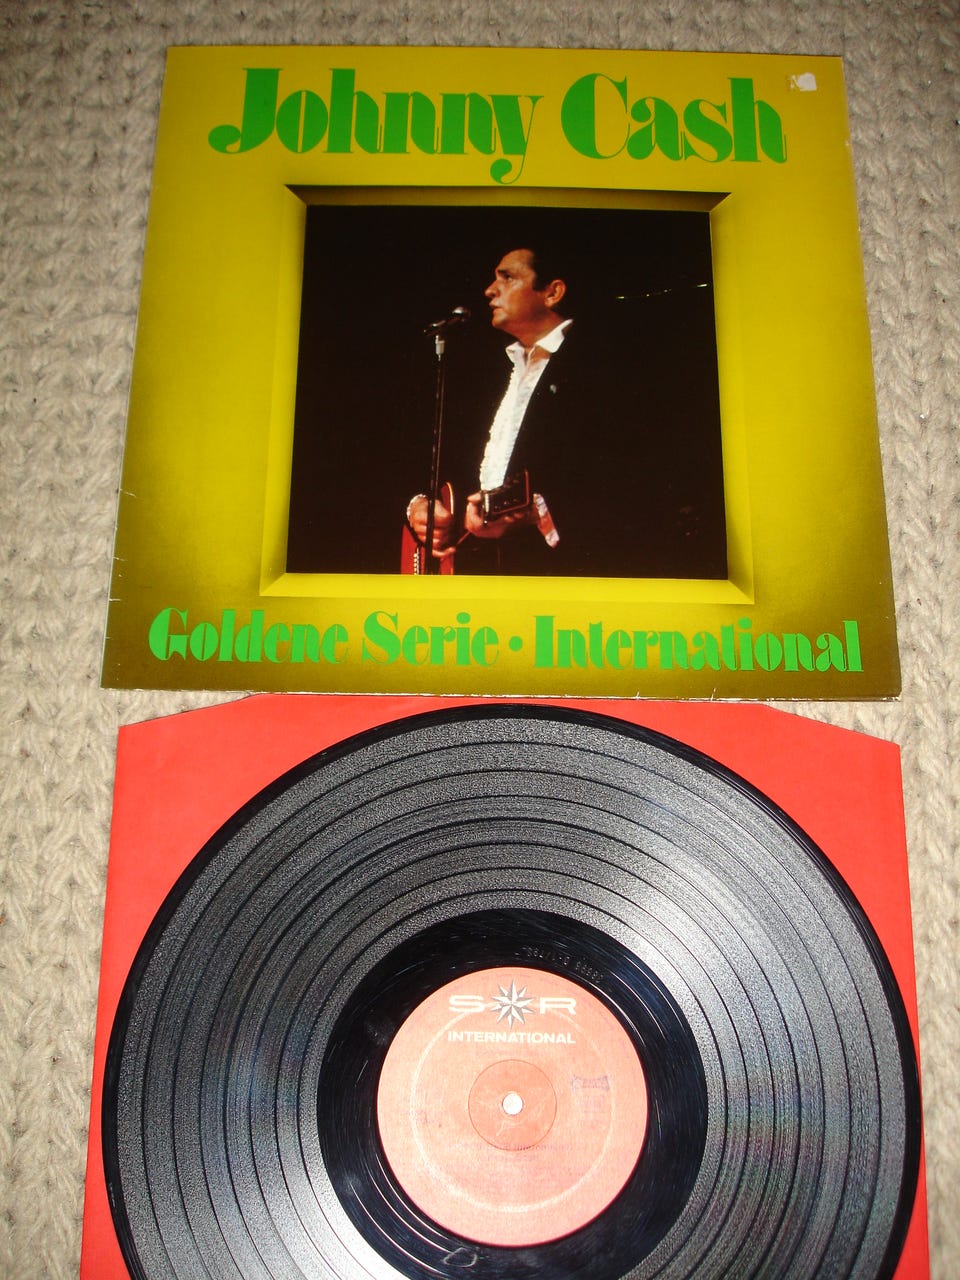 Johnny Cash
Goldene Serie • International
S R
INTERNATIONAL